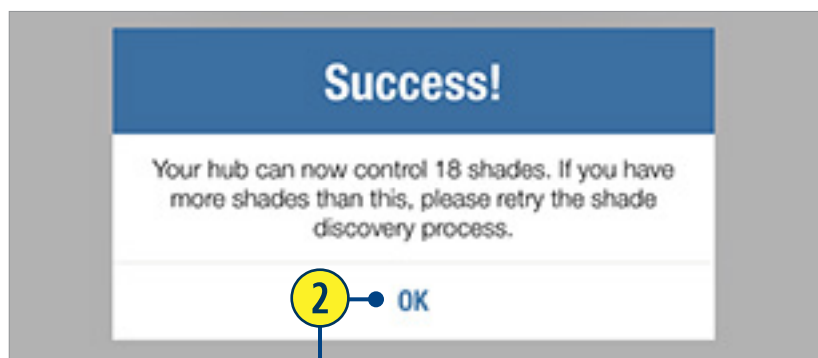 Success!
Your hub can now control 18 shades. If you have
more shades than this, please retry the shade
discovery process.
2 OK